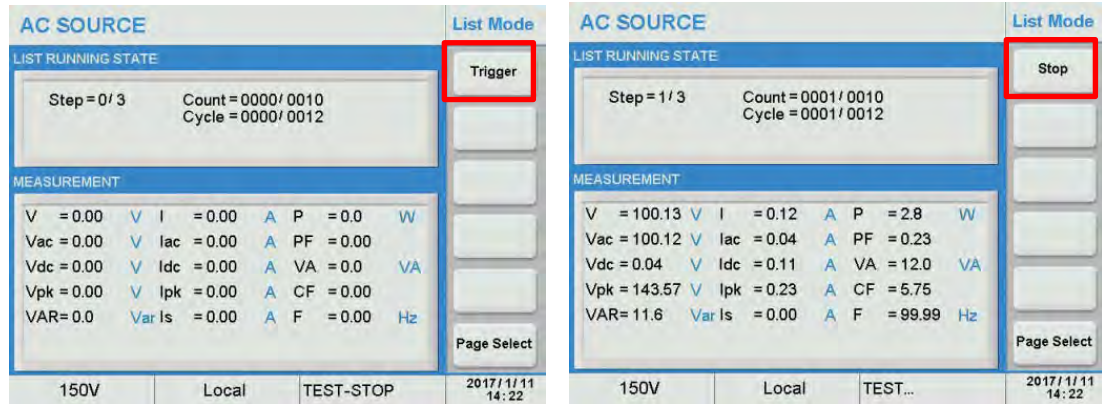 AC SOURCE
List Mode
LIST RUNNING STATE
Trigger
Step = 0/ 3 Count = 0000/ 0010
Cycle = 0000/ 0012
MEASUREMENT
V = 0.00 V I = 0.00 A P = 0.0 W
Vac = 0.00 V Iac = 0.00 A PF = 0.00
Vdc = 0.00 V Idc = 0.00 A VA = 0.0 VA
Vpk = 0.00 V Ipk = 0.00 A CF = 0.00
VAR= 0.0 Var Is = 0.00 A F = 0.00 Hz
Page Select
150V Local TEST-STOP 2017/1/11
14:22
AC SOURCE
List Mode
LIST RUNNING STATE
Stop
Step = 1/ 3 Count = 0001/ 0010
Cycle = 0001/ 0012
MEASUREMENT
V = 100.13 V I = 0.12 A P = 2.8 W
Vac = 100.12 V Iac = 0.04 A PF = 0.23
Vdc = 0.04 V Idc = 0.11 A VA = 12.0 VA
Vpk = 143.57 V Ipk = 0.23 A CF = 5.75
VAR= 11.6 Var Is = 0.00 A F = 99.99 Hz
Page Select
150V Local TEST... 2017/1/11
14:22